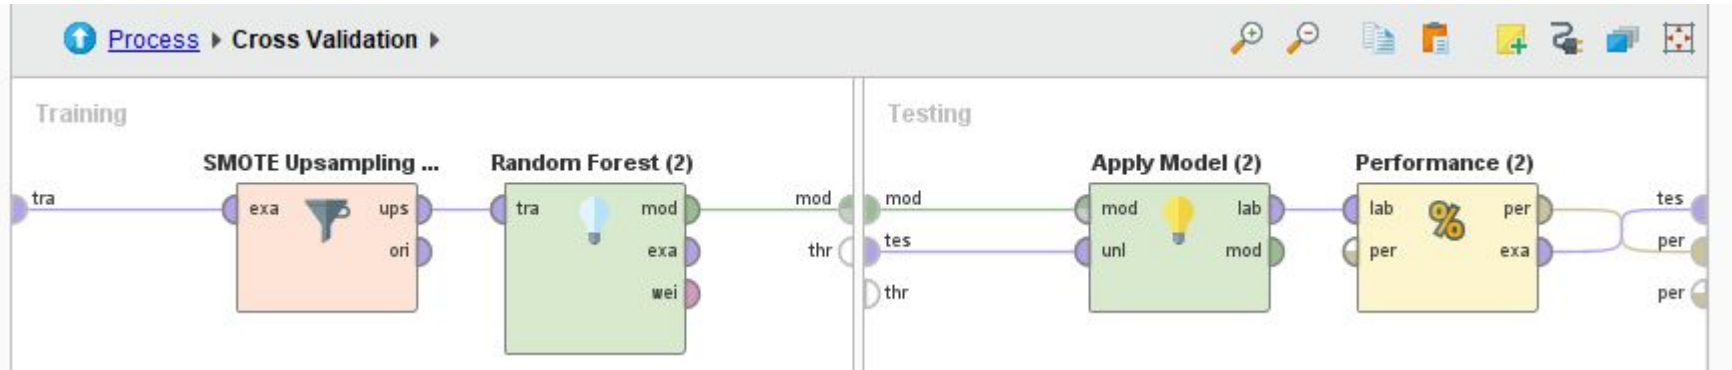 Process Cross Validation
Training
Testing
SMOTE Upsampling ...
Random Forest (2)
Apply Model (2)
Performance (2)
tra
exa
ups
ori
tra
mod
exa
wei
mod
thr
mod
tes
thr
mod
unl
lab
mod
lab
per
%
per
exa
tes
per
per